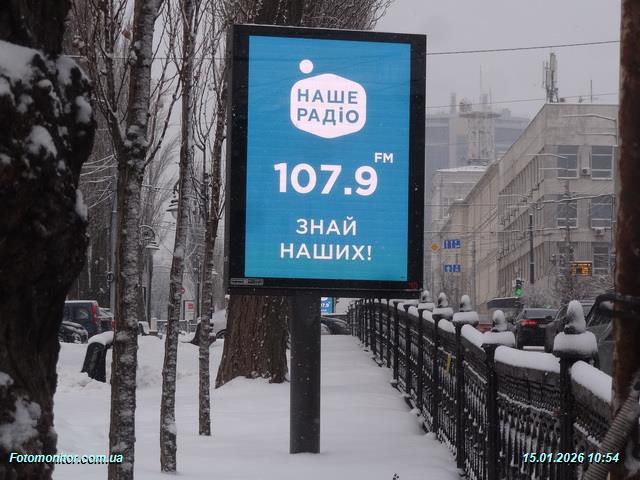 НАШЕ
РАДІО
107.9 FM
ЗНАЙ
НАШИХ!
Fotomonitor.com.ua
15.01.2026 10:54